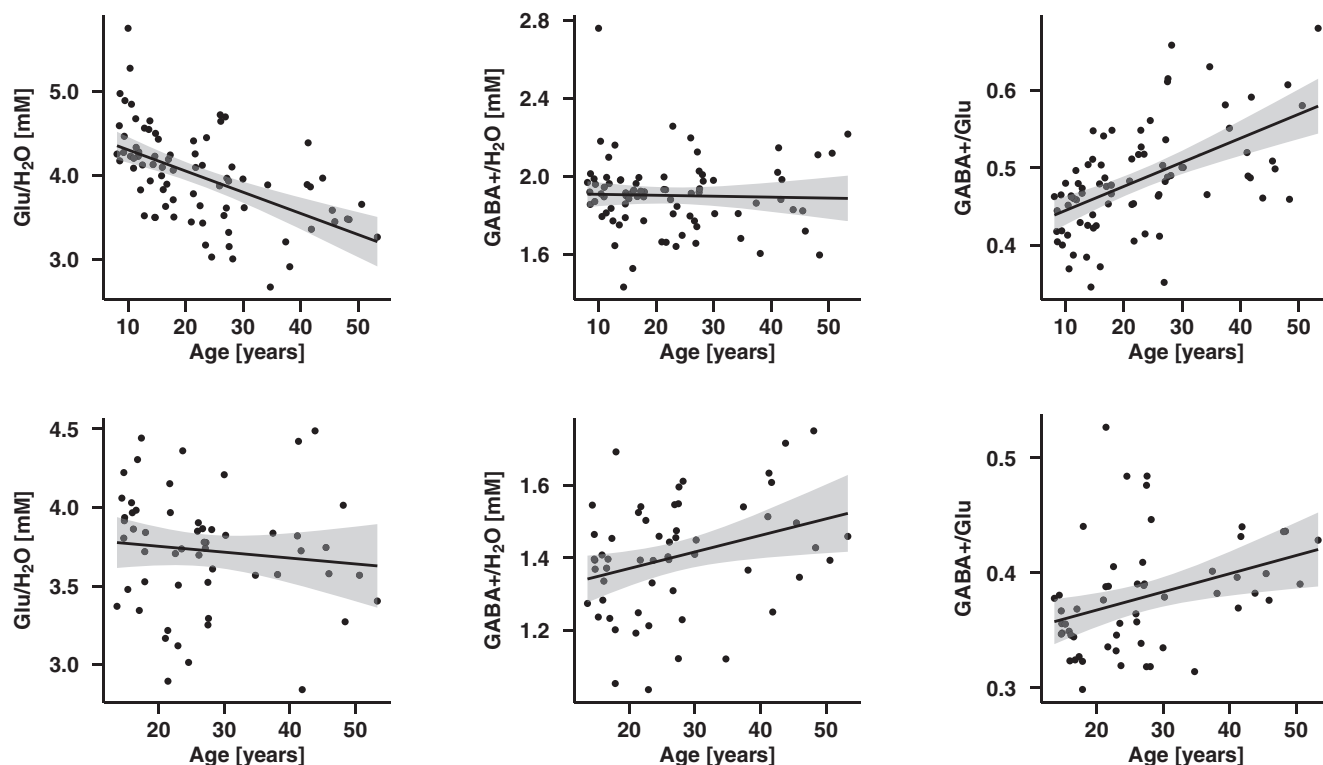 Glu/H2O [mM]
5.0
4.0
3.0
10 20 30 40 50
Age [years]
GABA+/H2O [mM]
2.8
2.4
2.0
1.6
10 20 30 40 50
Age [years]
GABA+/Glu
0.6
0.5
0.4
10 20 30 40 50
Age [years]
Glu/H2O [mM]
4.5
4.0
3.5
3.0
20 30 40 50
Age [years]
GABA+/H2O [mM]
1.6
1.4
1.2
20 30 40 50
Age [years]
GABA+/Glu
0.5
0.4
0.3
20 30 40 50
Age [years]